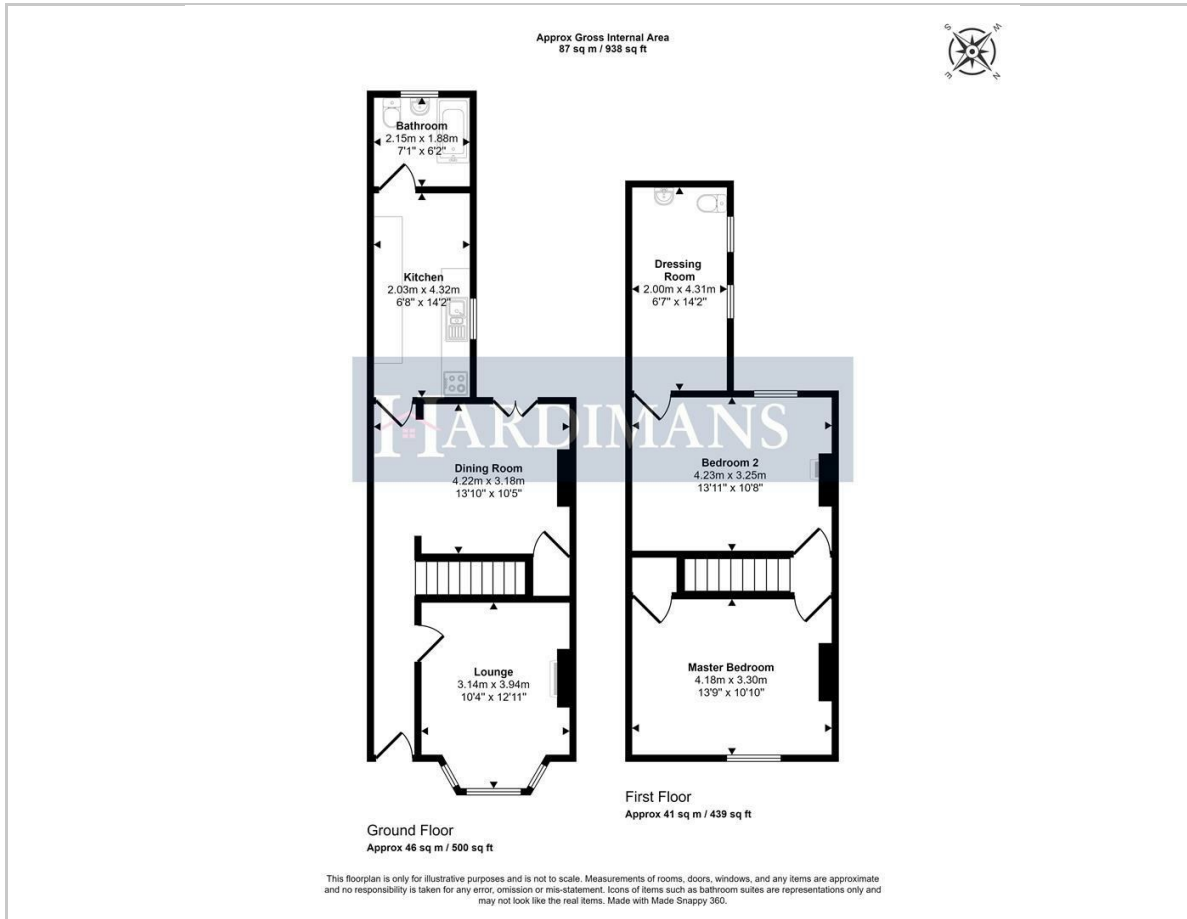 Approx Gross Internal Area
87 sq m / 938 sq ft
S
W
E
N
Bathroom
2.15m x 1.88m
7'1" x 6'2"
Kitchen
2.03m x 4.32m
6'8" x 14'2"
Dressing
Room
2.00m x 4.31m
6'7" x 14'2"
HARDIMANS
Dining Room
4.22m x 3.18m
13'10" x 10'5"
Bedroom 2
4.23m x 3.25m
13'11" x 10'8"
Lounge
3.14m x 3.94m
10'4" x 12'11"
Master Bedroom
4.18m x 3.30m
13'9" x 10'10"
Ground Floor
Approx 46 sq m / 500 sq ft
First Floor
Approx 41 sq m / 439 sq ft
This floorplan is only for illustrative purposes and is not to scale. Measurements of rooms, doors, windows, and any items are approximate
and no responsibility is taken for any error, omission or mis-statement. Icons of items such as bathroom suites are representations only and
may not look like the real items. Made with Made Snappy 360.